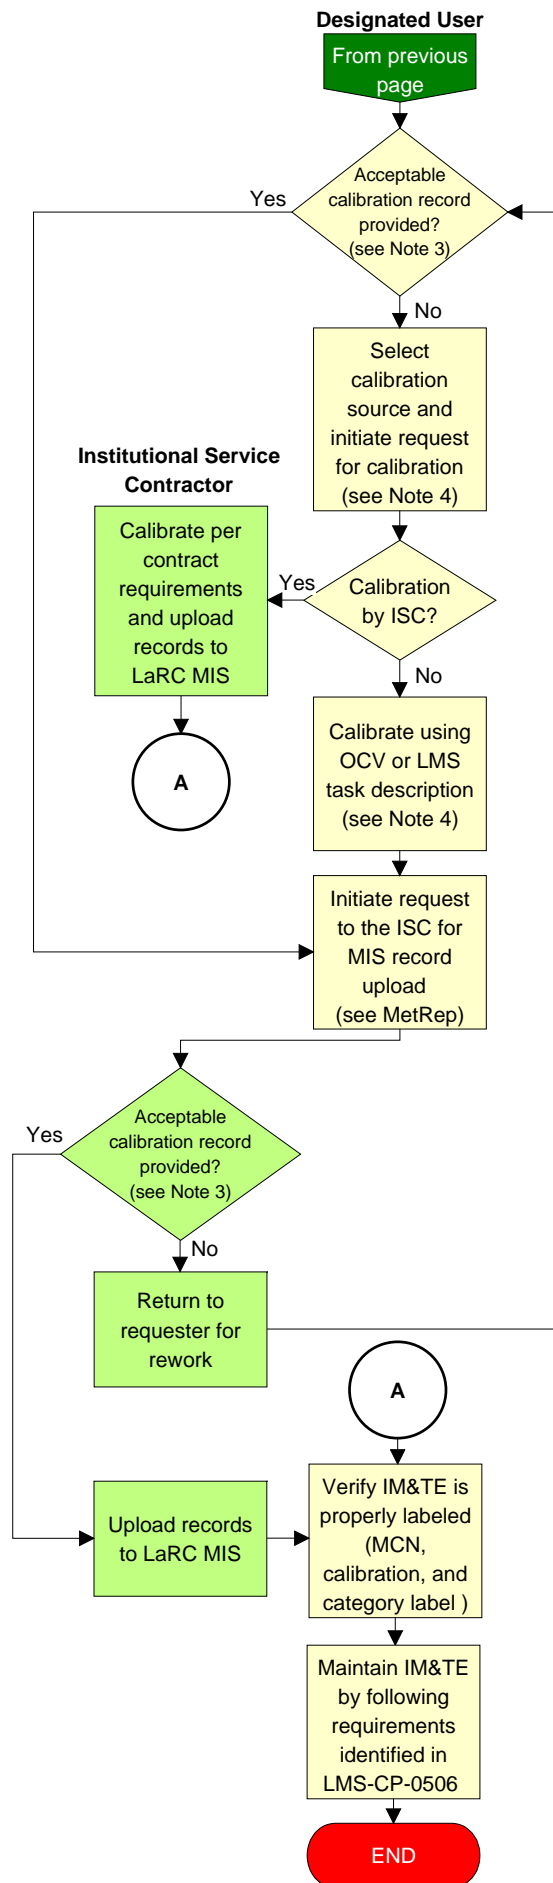 Designated User
From previous
page
Acceptable
calibration record
provided?
(see Note 3)
Yes
No
Select
calibration
source and
initiate request
for calibration
(see Note 4)
Institutional Service
Contractor
Calibrate per
contract
requirements
and upload
records to
LaRC MIS
Yes
Calibration
by ISC?
No
A
Calibrate using
OCV or LMS
task description
(see Note 4)
Initiate request
to the ISC for
MIS record
upload
(see MetRep)
Acceptable
calibration record
provided?
(see Note 3)
Yes
No
Return to
requester for
rework
A
Upload records
to LaRC MIS
Verify IM&TE is
properly labeled
(MCN,
calibration, and
category label )
Maintain IM&TE
by following
requirements
identified in
LMS-CP-0506
END